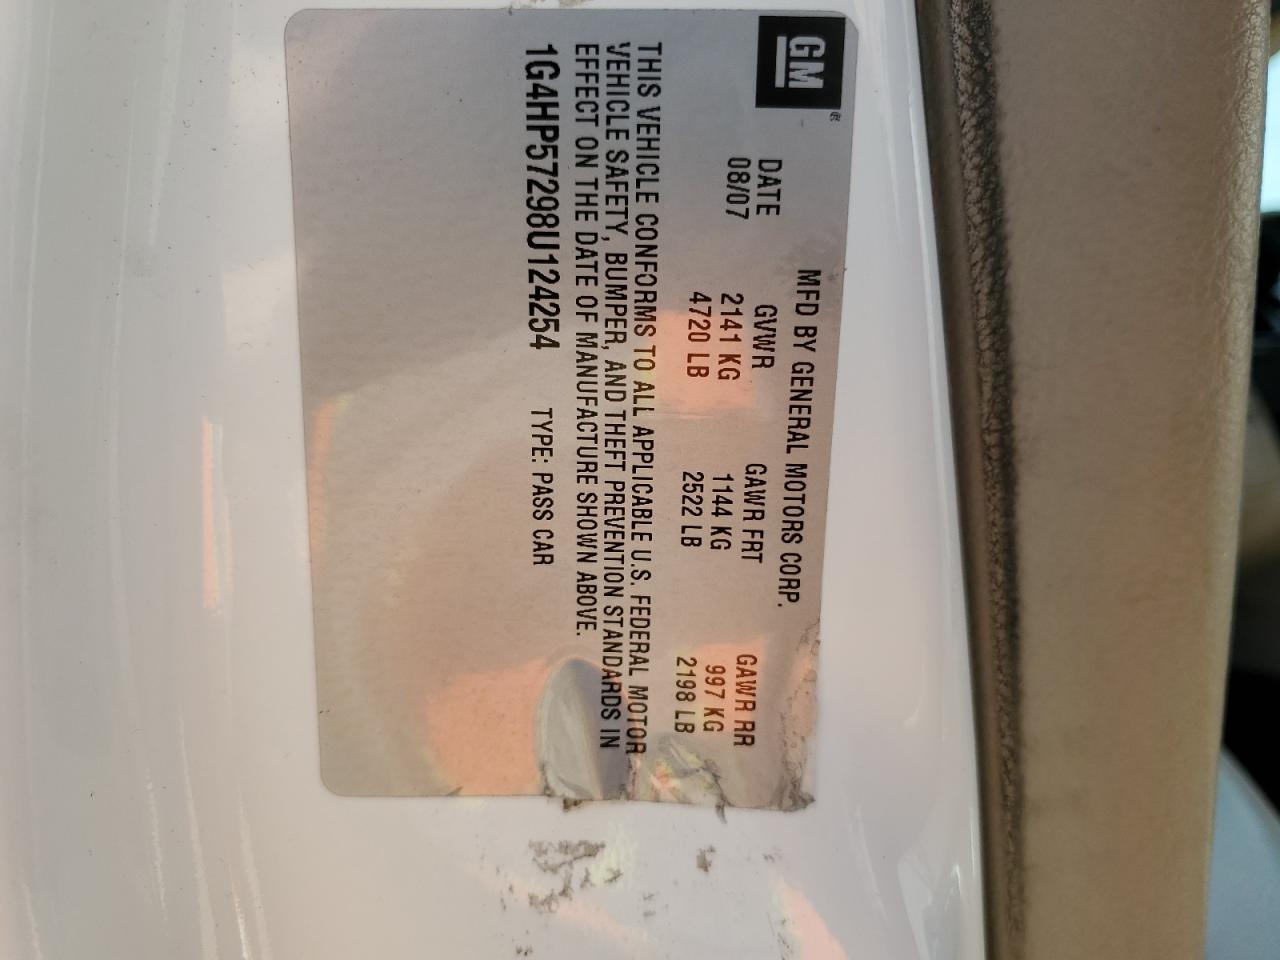 GM®
MFD BY GENERAL MOTORS CORP.
DATE GVWR GAWR FRT GAWR RR
08/07 2141 KG 1144 KG 997 KG
4720 LB 2522 LB 2198 LB
THIS VEHICLE CONFORMS TO ALL APPLICABLE U.S. FEDERAL MOTOR
VEHICLE SAFETY, BUMPER, AND THEFT PREVENTION STANDARDS IN
EFFECT ON THE DATE OF MANUFACTURE SHOWN ABOVE.
1G4HP57298U124254 TYPE: PASS CAR